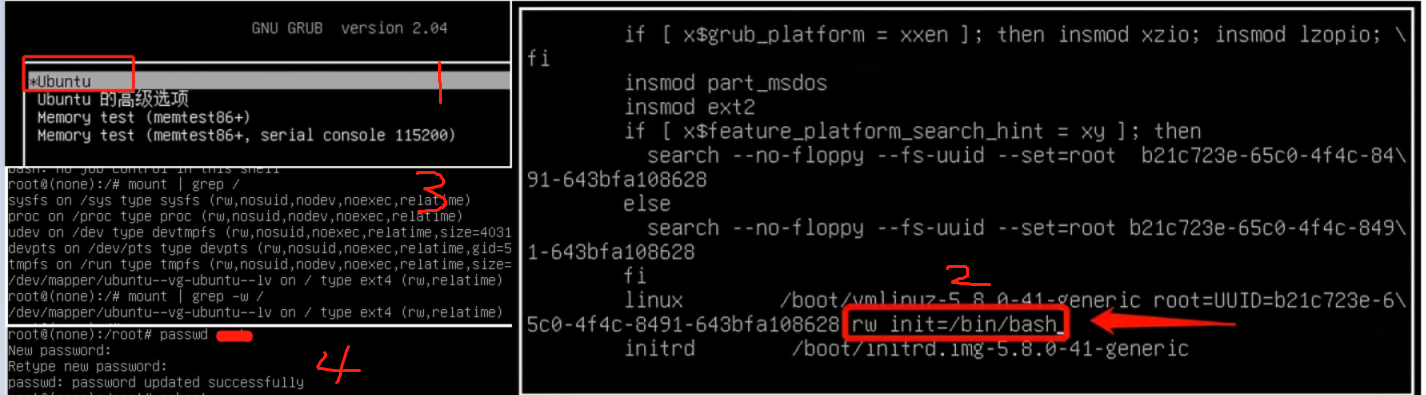 GNU GRUB version 2.04
*Ubuntu
Ubuntu 的高级选项
Memory test (memtest86+)
Memory test (memtest86+, serial console 115200)
1
bash: no job control in this shell
root@(none):/# mount | grep /
sysfs on /sys type sysfs (rw,nosuid,nodev,noexec,relatime)
proc on /proc type proc (rw,nosuid,nodev,noexec,relatime)
udev on /dev type devtmpfs (rw,nosuid,noexec,relatime,size=4031
devpts on /dev/pts type devpts (rw,nosuid,noexec,relatime,gid=5
tmpfs on /run type tmpfs (rw,nosuid,nodev,noexec,relatime,size=
/dev/mapper/ubuntu--vg-ubuntu--lv on / type ext4 (rw,relatime)
root@(none):/# mount | grep -w /
/dev/mapper/ubuntu--vg-ubuntu--lv on / type ext4 (rw,relatime)
3
root@(none):/root# passwd
New password:
Retype new password:
passwd: password updated successfully
4
if [ x$grub_platform = xxen ]; then insmod xzio; insmod lzopio; \
fi
insmod part_msdos
insmod ext2
if [ x$feature_platform_search_hint = xy ]; then
search --no-floppy --fs-uuid --set=root b21c723e-65c0-4f4c-84\
91-643bfa108628
else
search --no-floppy --fs-uuid --set=root b21c723e-65c0-4f4c-849\
1-643bfa108628
fi
2
linux /boot/vmlinuz-5.8.0-41-generic root=UUID=b21c723e-6\
5c0-4f4c-8491-643bfa108628 rw init=/bin/bash_
initrd /boot/initrd.img-5.8.0-41-generic